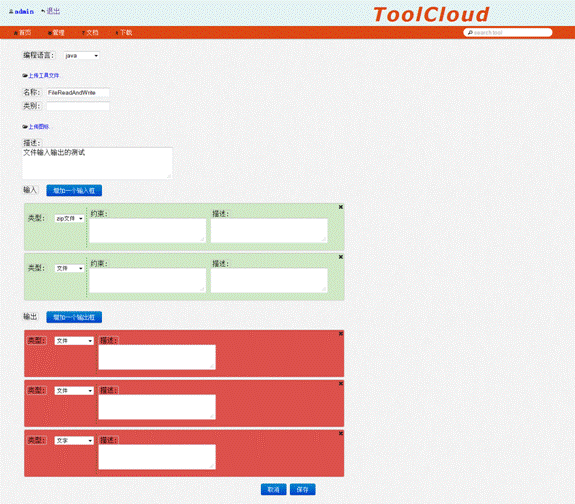 admin 退出
ToolCloud
首页 管理 文档 下载 search tool
编程语言: java
上传工具文件
名称: FileReadAndWrite
类别:
上传图标...
描述:
文件输入输出的测试
输入 增加一个输入框
类型: zip文件 约束: 描述:
类型: 文件 约束: 描述:
输出 增加一个输出框
类型: 文件 描述:
类型: 文件 描述:
类型: 文字 描述:
取消 保存